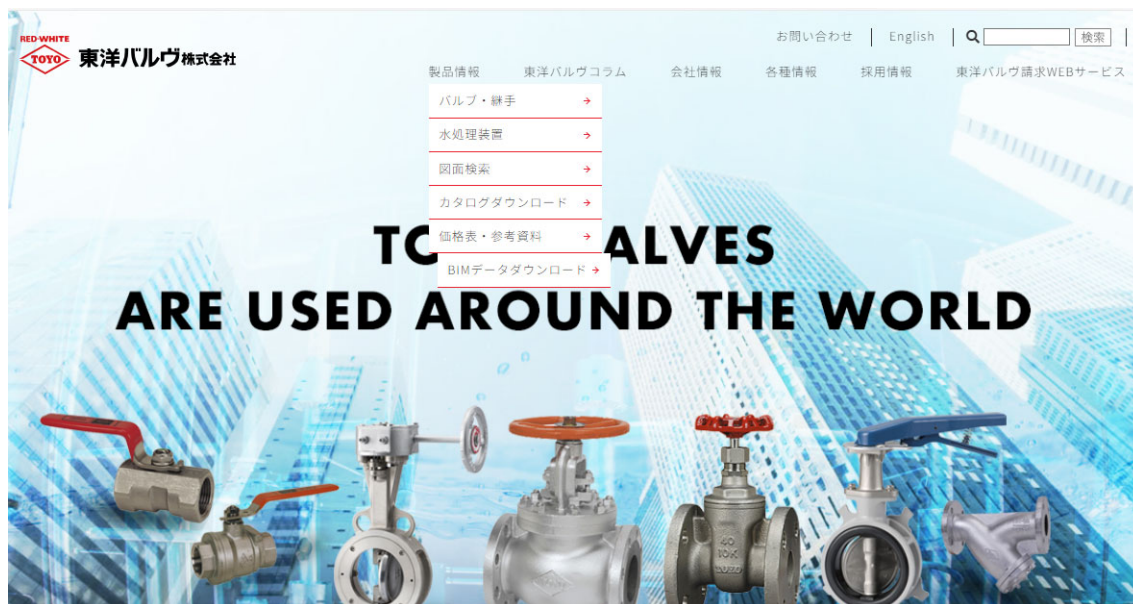 RED-WHITE
TOYO
東洋バルヴ株式会社
お問い合わせ
English
検索
製品情報
東洋バルヴコラム
会社情報
各種情報
採用情報
東洋バルヴ請求WEBサービス
バルブ・継手
水処理装置
図面検索
カタログダウンロード
価格表・参考資料
BIMデータダウンロード
TO ALVES
ARE USED AROUND THE WORLD
40
10K
TOYO